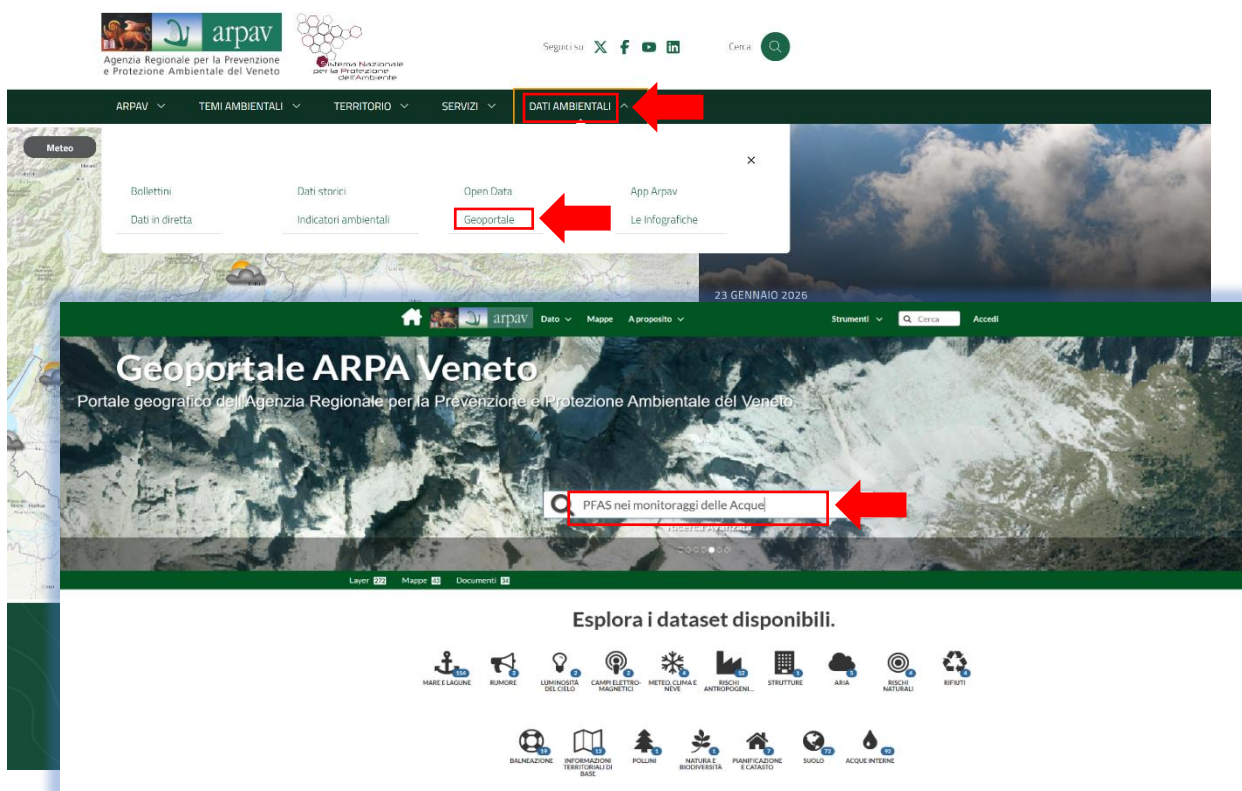 arpav
Agenzia Regionale per la Prevenzione
e Protezione Ambientale del Veneto
Sistema Nazionale
per la Protezione
dell'Ambiente
Seguici su
Cerca
ARPAV
TEMI AMBIENTALI
TERRITORIO
SERVIZI
DATI AMBIENTALI
Meteo
×
Bollettini
Dati storici
Open Data
App Arpav
Dati in diretta
Indicatori ambientali
Geoportale
Le Infografiche
23 GENNAIO 2026
arpav
Dato
Mappe
A proposito
Strumenti
Cerca
Accedi
Geoportale ARPA Veneto
Portale geografico dell'Agenzia Regionale per la Prevenzione e Protezione Ambientale del Veneto.
PFAS nei monitoraggi delle Acque
Ricerca Avanzata
Layer 272
Mappe 43
Documenti 34
Esplora i dataset disponibili.
MARE E LAGUNE
RUMORE
LUMINOSITÀ
DEL CIELO
CAMPI ELETTRO-
MAGNETICI
METEO, CLIMA E
NEVE
RISCHI
ANTROPOGENI...
STRUTTURE
ARIA
RISCHI
NATURALI
RIFIUTI
BALNEAZIONE
INFORMAZIONI
TERRITORIALI DI
BASE
POLLINI
NATURA E
BIODIVERSITÀ
PIANIFICAZIONE
E CATASTO
SUOLO
ACQUE INTERNE